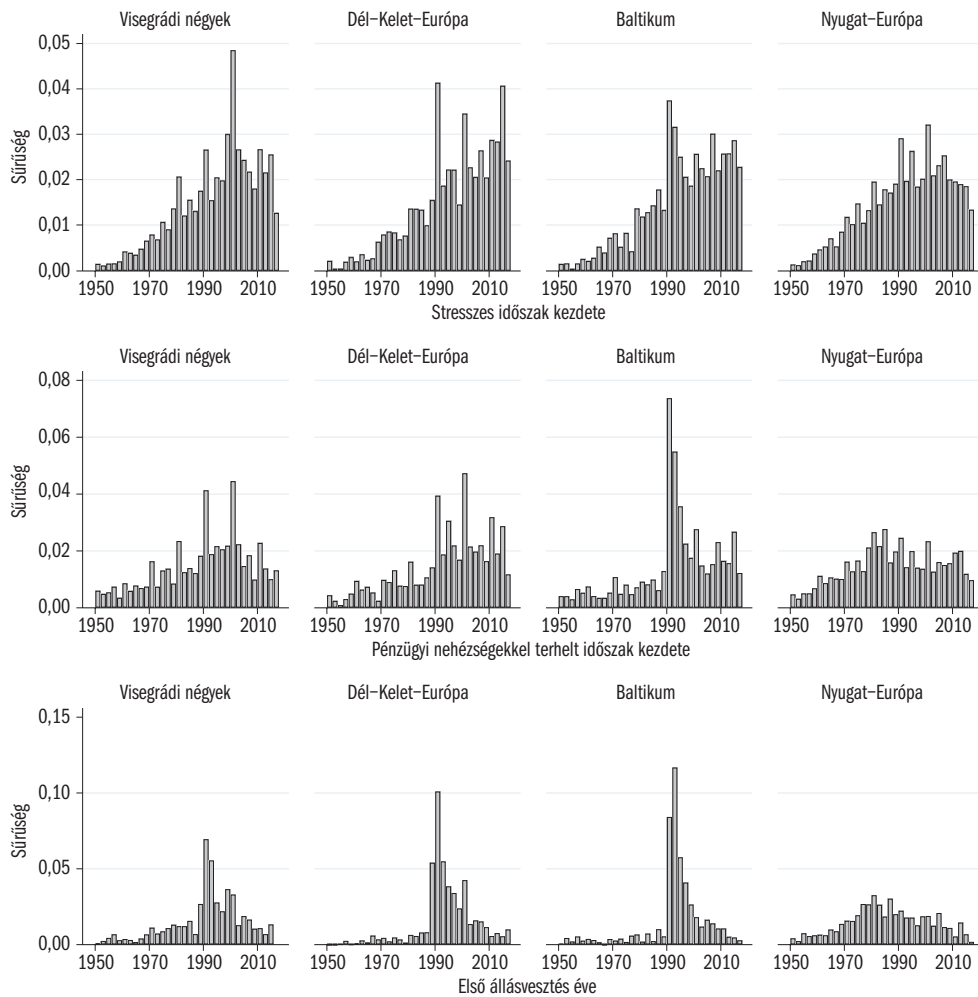 Visegrádi négyek Dél–Kelet–Európa Baltikum Nyugat–Európa
Sűrűség
0,05
0,04
0,03
0,02
0,01
0,00
1950 1970 1990 2010 1950 1970 1990 2010 1950 1970 1990 2010 1950 1970 1990 2010
Stresszes időszak kezdete
Visegrádi négyek Dél–Kelet–Európa Baltikum Nyugat–Európa
Sűrűség
0,08
0,06
0,04
0,02
0,00
1950 1970 1990 2010 1950 1970 1990 2010 1950 1970 1990 2010 1950 1970 1990 2010
Pénzügyi nehézségekkel terhelt időszak kezdete
Visegrádi négyek Dél–Kelet–Európa Baltikum Nyugat–Európa
Sűrűség
0,15
0,10
0,05
0,00
1950 1970 1990 2010 1950 1970 1990 2010 1950 1970 1990 2010 1950 1970 1990 2010
Első állásvesztés éve